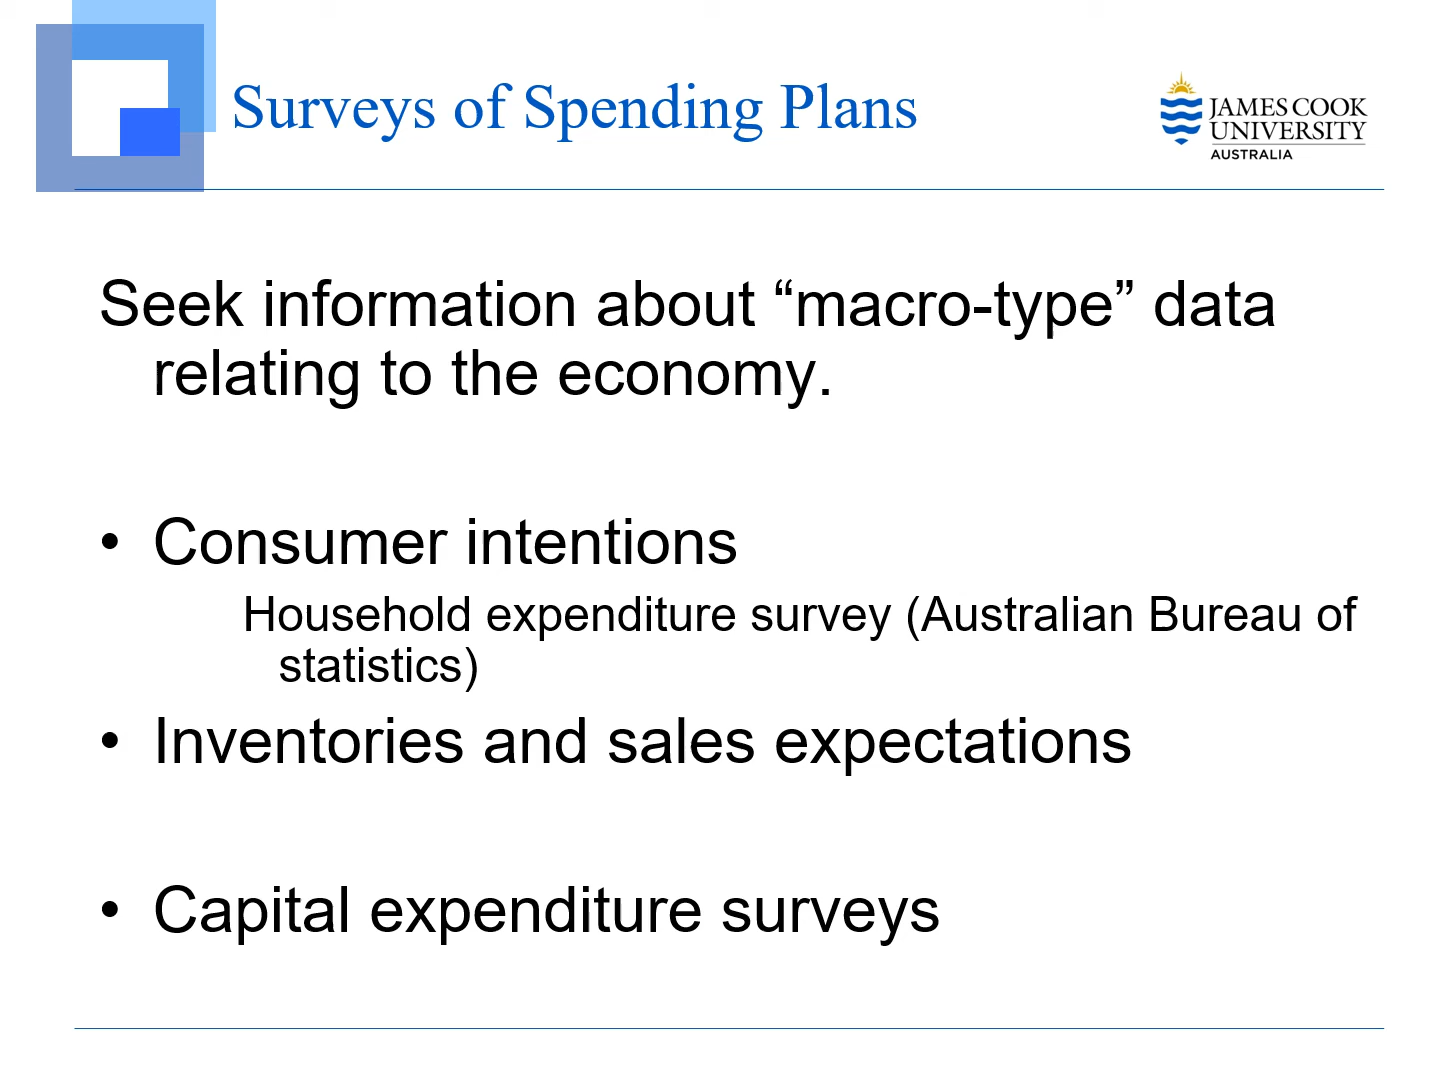 Surveys of Spending Plans
JAMES COOK
UNIVERSITY
AUSTRALIA
Seek information about “macro-type” data
relating to the economy.
• Consumer intentions
Household expenditure survey (Australian Bureau of
statistics)
• Inventories and sales expectations
• Capital expenditure surveys